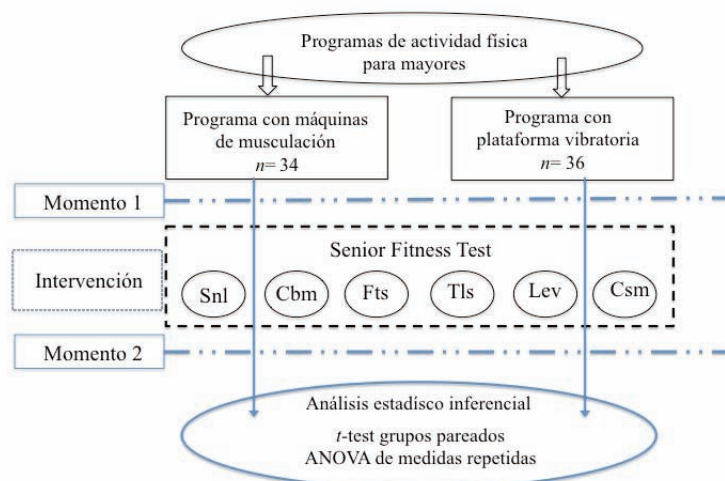 Programas de actividad física
para mayores
Programa con máquinas
de musculación
n= 34
Programa con
plataforma vibratoria
n= 36
Momento 1
Intervención
Senior Fitness Test
Snl
Cbm
Fts
Tls
Lev
Csm
Momento 2
Análisis estadísco inferencial
t-test grupos pareados
ANOVA de medidas repetidas